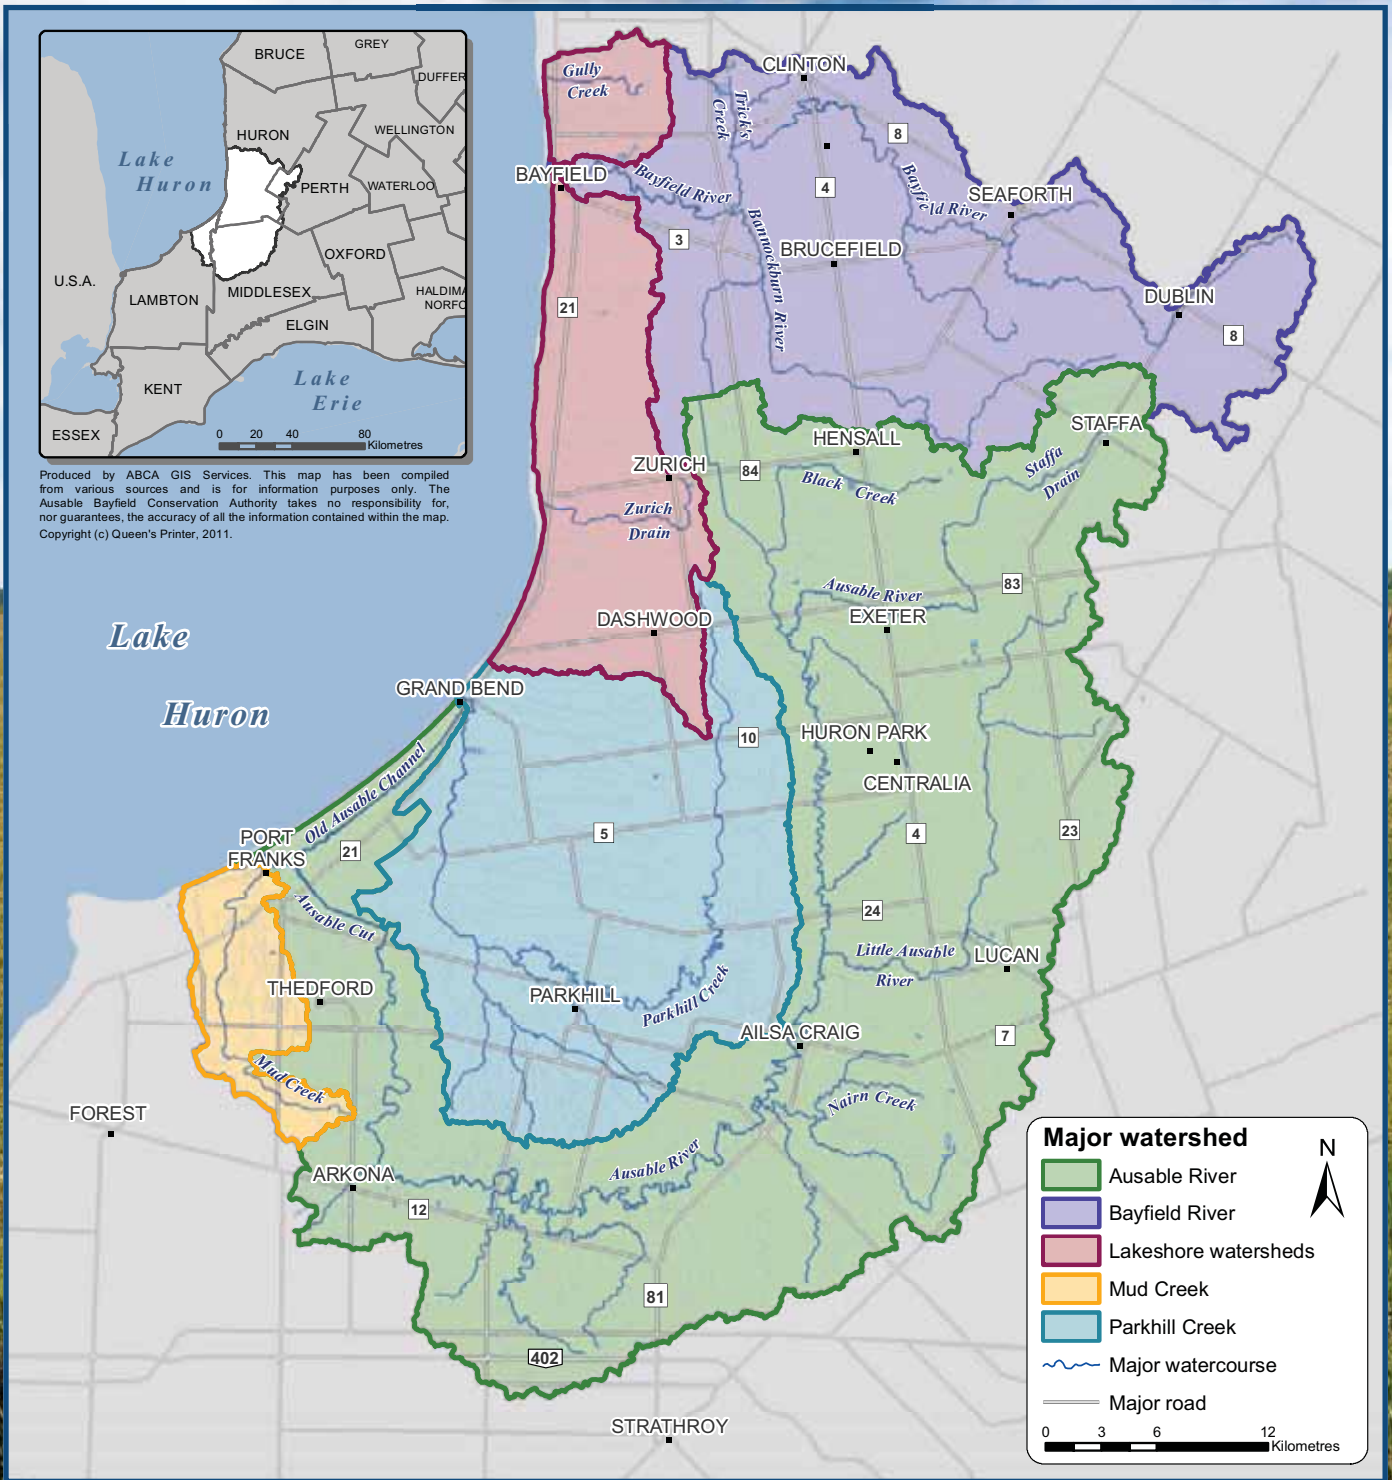 BRUCE
GREY
DUFFER
HURON
WELLINGTON
Lake
Huron
PERTH
WATERLOO
OXFORD
U.S.A.
LAMBTON
MIDDLESEX
HALDIMA
NORFO
ELGIN
KENT
Lake
Erie
ESSEX
0 20 40 80
Kilometres
Produced by ABCA GIS Services. This map has been compiled
from various sources and is for information purposes only. The
Ausable Bayfield Conservation Authority takes no responsibility for,
nor guarantees, the accuracy of all the information contained within the map.
Copyright (c) Queen's Printer, 2011.
Gully
Creek
CLINTON
Trick's
Creek
8
BAYFIELD
Bayfield River
4
Bayfield River
SEAFORTH
3
Bannockburn River
BRUCEFIELD
21
DUBLIN
8
STAFFA
HENSALL
ZURICH
84
Black Creek
Staffa
Drain
Zurich
Drain
83
Ausable River
EXETER
DASHWOOD
Lake
Huron
GRAND BEND
10
HURON PARK
CENTRALIA
Old Ausable Channel
5
4
23
PORT
FRANKS
21
Ausable Cut
24
Little Ausable
River
LUCAN
THEDFORD
PARKHILL
Parkhill Creek
AILSA CRAIG
7
Mud Creek
Nairn Creek
FOREST
Ausable River
ARKONA
12
81
402
STRATHROY
Major watershed
N
Ausable River
Bayfield River
Lakeshore watersheds
Mud Creek
Parkhill Creek
Major watercourse
Major road
0 3 6 12
Kilometres